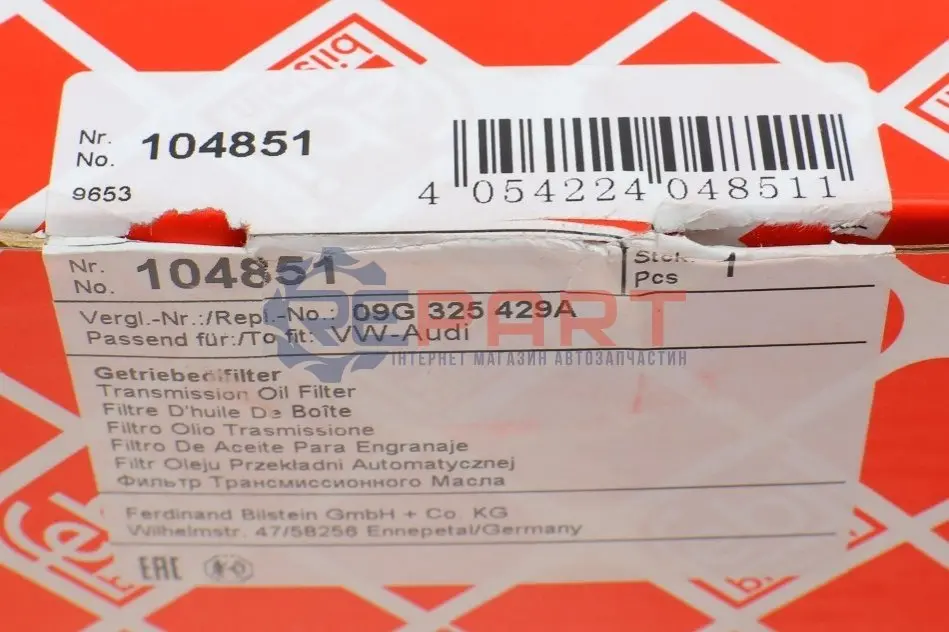 bils
Nr.
No. 104851
9653
4 054224 048511
Nr.
No. 104851
Stck.
Pcs 1
Vergl.-Nr.:/Repl.-No.: 09G 325 429A
Passend für:/To fit: VW-Audi
REPART
ІНТЕРНЕТ МАГАЗИН АВТОЗАПЧАСТИН
Getriebeölfilter
Transmission Oil Filter
Filtre D'huile De Boîte
Filtro Olio Trasmissione
Filtro De Aceite Para Engranaje
Filtr Oleju Przekładni Automatycznej
Фильтр Трансмиссионного Масла
Ferdinand Bilstein GmbH + Co. KG
Wilhelmstr. 47/58256 Ennepetal/Germany
EAC